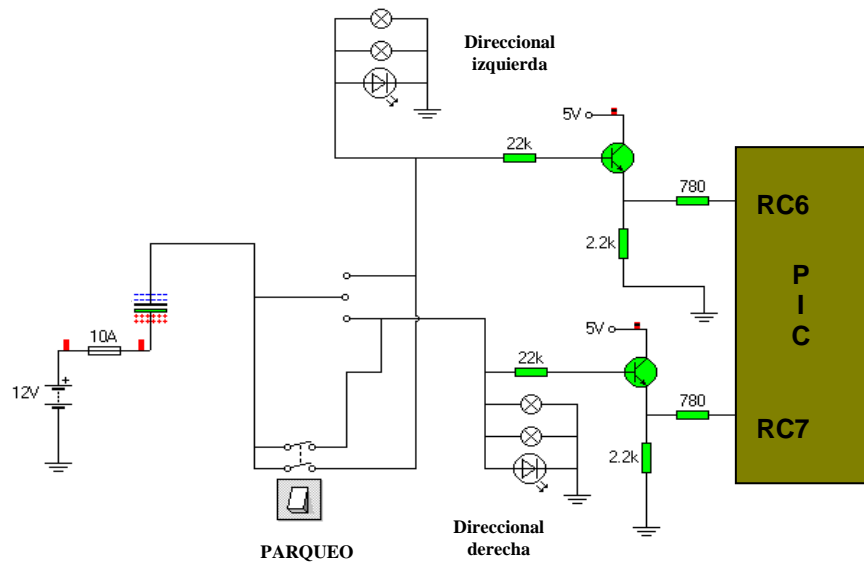 Direccional
izquierda
5V
22k
780
RC6
2.2k
P
I
C
10A
12V
5V
22k
780
RC7
2.2k
PARQUEO
Direccional
derecha